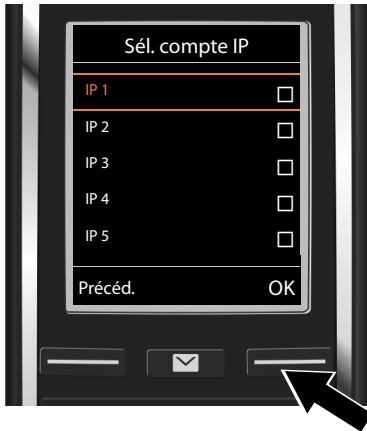 Sél. compte IP
IP 1
IP 2
IP 3
IP 4
IP 5
Précéd. OK